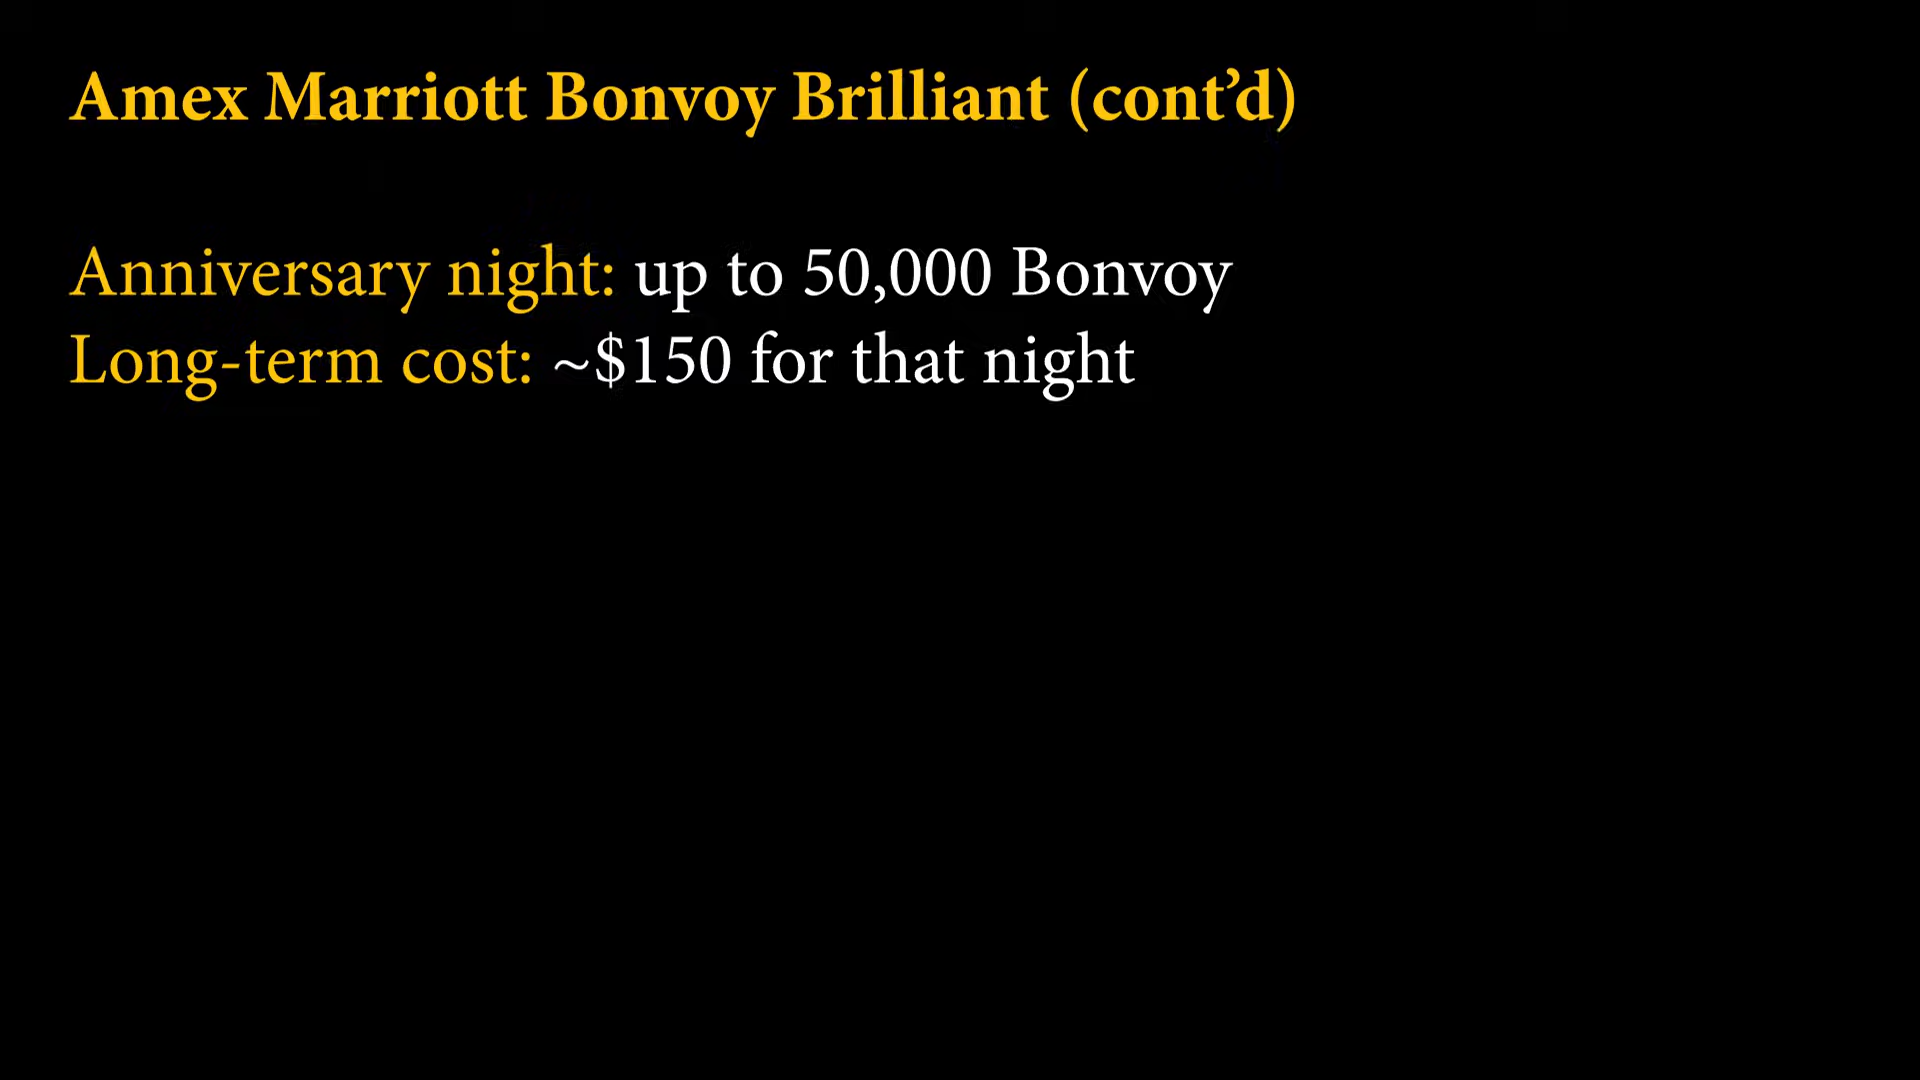 Amex Marriott Bonvoy Brilliant (cont’d)
Anniversary night: up to 50,000 Bonvoy
Long-term cost: ~$150 for that night